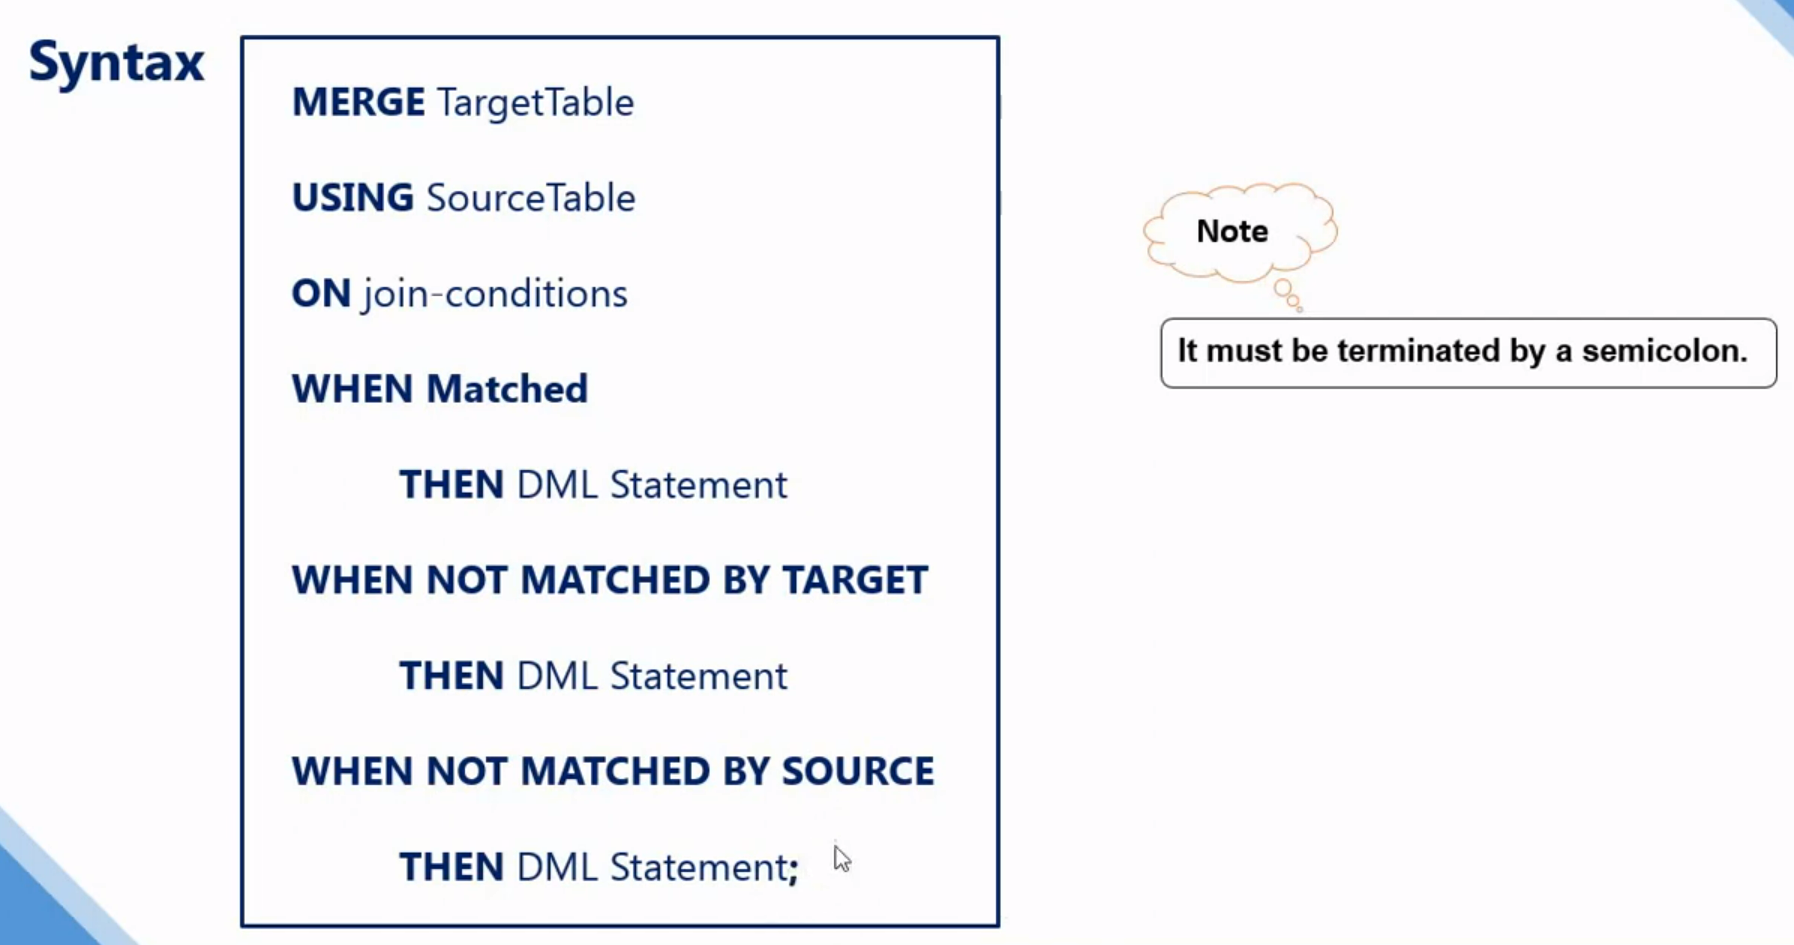 Syntax
MERGE TargetTable
USING SourceTable
ON join-conditions
WHEN Matched
THEN DML Statement
WHEN NOT MATCHED BY TARGET
THEN DML Statement
WHEN NOT MATCHED BY SOURCE
THEN DML Statement;
Note
It must be terminated by a semicolon.